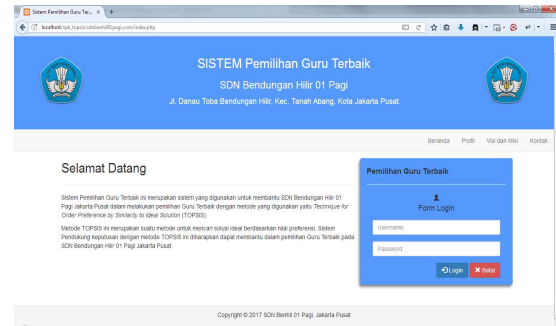 Sistem Pemilihan Guru Ter...
localhost/spk_topsis/sdnbenhil01pagi.com/index.php
SISTEM Pemilihan Guru Terbaik
SDN Bendungan Hilir 01 Pagi
Jl. Danau Toba Bendungan Hilir, Kec. Tanah Abang, Kota Jakarta Pusat
Beranda Profil Visi dan Misi Kontak
Selamat Datang
Sistem Pemilihan Guru Terbaik ini merupakan sistem yang digunakan untuk membantu SDN Bendungan Hilir 01
Pagi Jakarta Pusat dalam melakukan pemilihan Guru Terbaik dengan metode yang digunakan yaitu Technique for
Order Preference by Similarity to Ideal Solution (TOPSIS).
Metode TOPSIS ini merupakan suatu metode untuk mencari solusi ideal berdasarkan nilai preferensi. Sistem
Pendukung keputusan dengan metode TOPSIS ini diharapkan dapat membantu dalam pemilihan Guru Terbaik pada
SDN Bendungan Hilir 01 Pagi Jakarta Pusat.
Pemilihan Guru Terbaik
Form Login
Username
Password
Login Batal
Copyright © 2017 SDN Benhil 01 Pagi, Jakarta Pusat